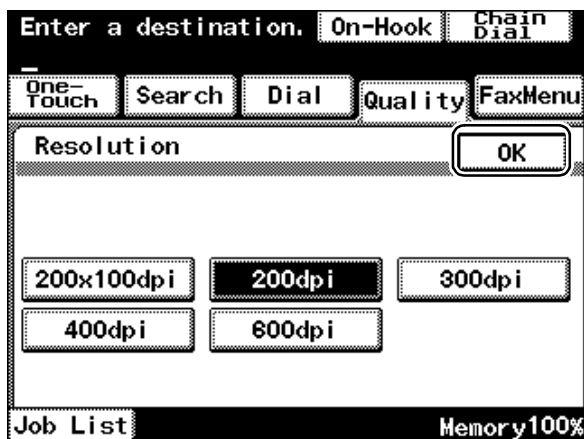 Enter a destination. On-Hook Chain Dial
One-Touch Search Dial Quality FaxMenu
Resolution OK
200x100dpi 200dpi 300dpi
400dpi 600dpi
Job List Memory100%